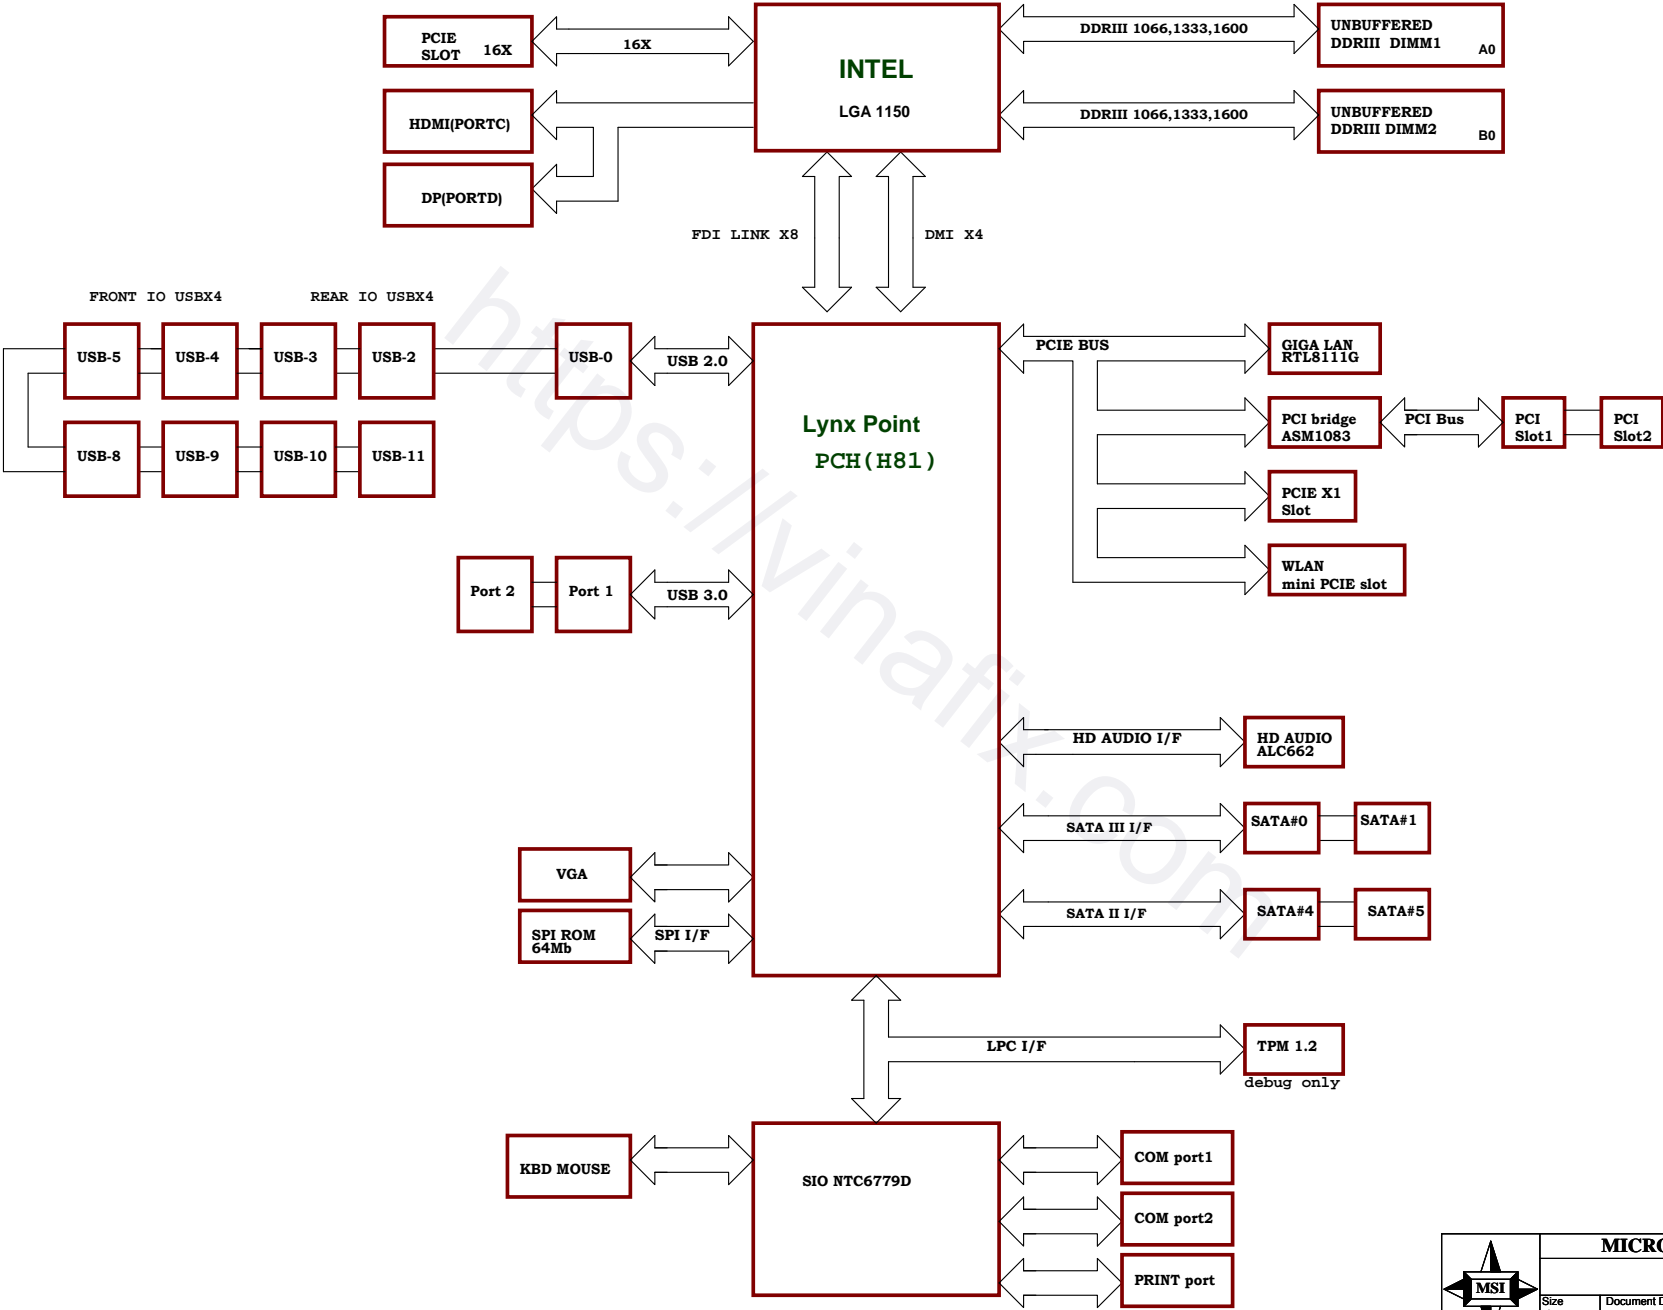 PCIE
SLOT 16X
16X
INTEL
LGA 1150
DDRIII 1066,1333,1600
UNBUFFERED
DDRIII DIMM1
A0
HDMI(PORTC)
DDRIII 1066,1333,1600
UNBUFFERED
DDRIII DIMM2
B0
DP(PORTD)
FDI LINK X8
DMI X4
FRONT IO USBX4
REAR IO USBX4
USB-5
USB-4
USB-3
USB-2
USB-0
USB 2.0
USB-8
USB-9
USB-10
USB-11
Lynx Point
PCH(H81)
PCIE BUS
GIGA LAN
RTL8111G
PCI bridge
ASM1083
PCI Bus
PCI
Slot1
PCI
Slot2
PCIE X1
Slot
WLAN
mini PCIE slot
Port 2
Port 1
USB 3.0
HD AUDIO I/F
HD AUDIO
ALC662
SATA III I/F
SATA#0
SATA#1
VGA
SATA II I/F
SATA#4
SATA#5
SPI ROM
64Mb
SPI I/F
LPC I/F
TPM 1.2
debug only
KBD MOUSE
SIO NTC6779D
COM port1
COM port2
PRINT port
MSI
MICRO
Size
Document D
https://vinafix.com